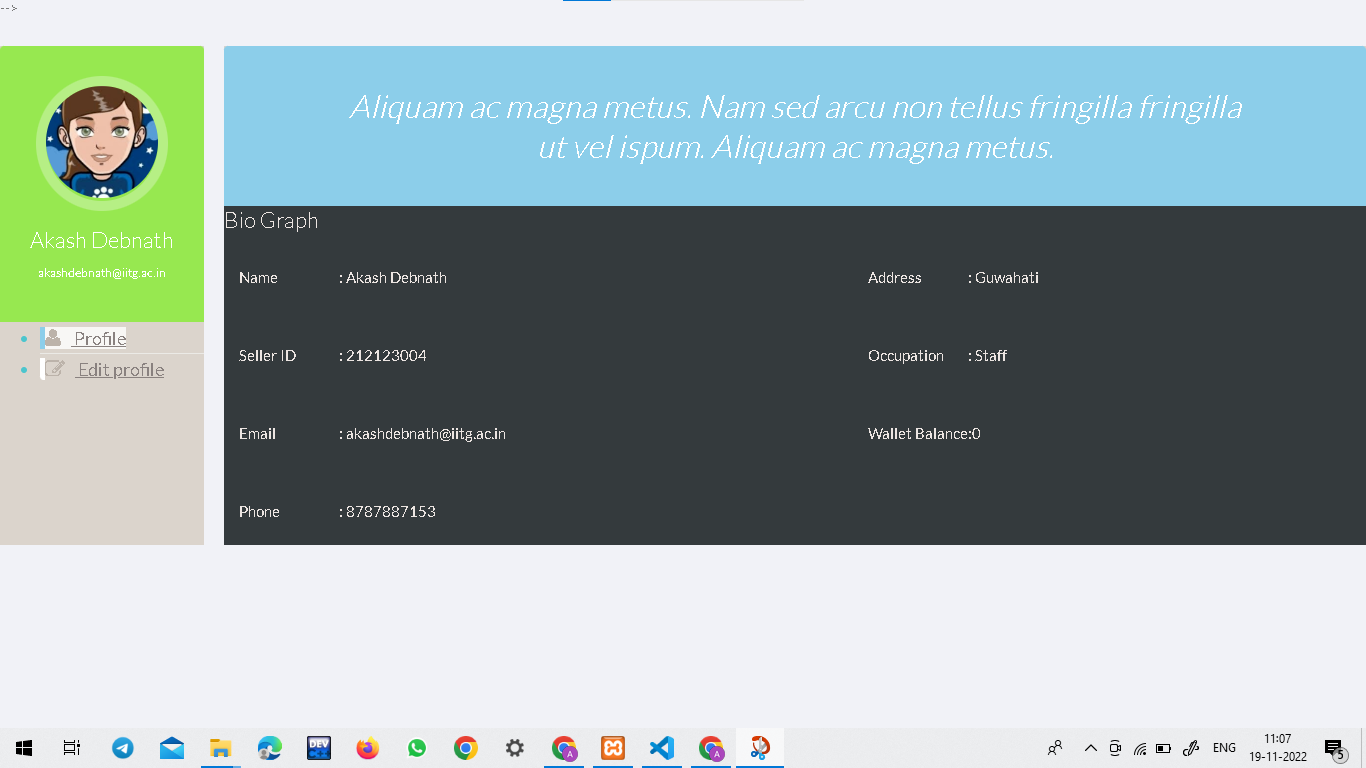 -->
Aliquam ac magna metus. Nam sed arcu non tellus fringilla fringilla
ut vel ispum. Aliquam ac magna metus.
Akash Debnath
akashdebnath@iitg.ac.in
Profile
Edit profile
Bio Graph
Name : Akash Debnath Address : Guwahati
Seller ID : 212123004 Occupation : Staff
Email : akashdebnath@iitg.ac.in Wallet Balance:0
Phone : 8787887153
DEV
A
A
ENG
11:07
19-11-2022
5